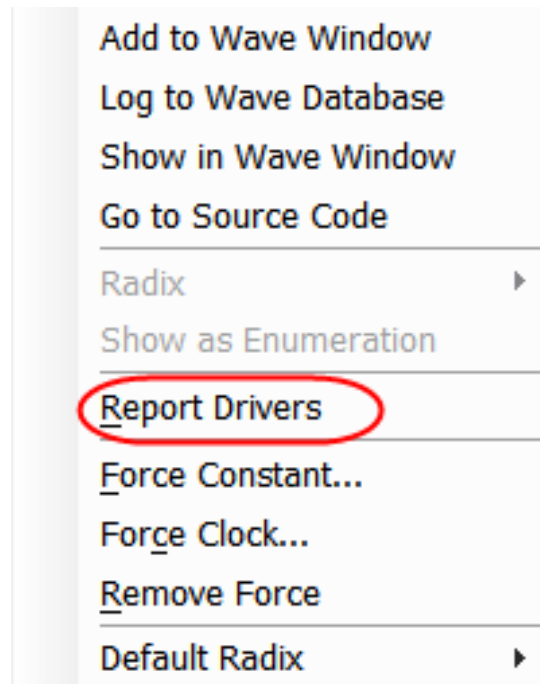 Add to Wave Window
Log to Wave Database
Show in Wave Window
Go to Source Code
Radix
Show as Enumeration
Report Drivers
Force Constant...
Force Clock...
Remove Force
Default Radix